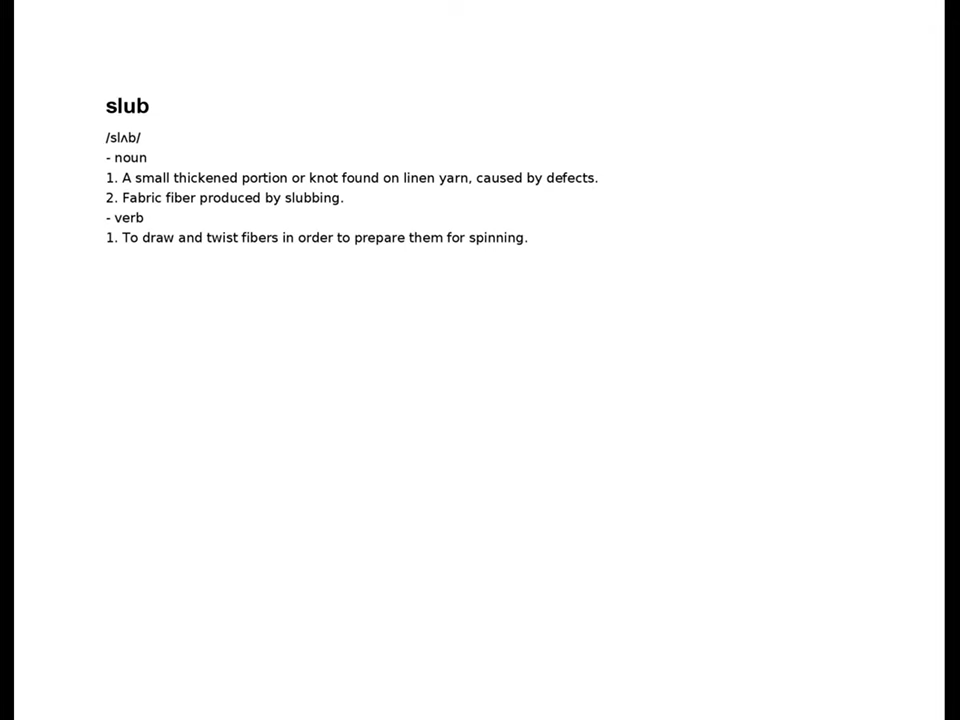 slub
/slʌb/
- noun
1. A small thickened portion or knot found on linen yarn, caused by defects.
2. Fabric fiber produced by slubbing.
- verb
1. To draw and twist fibers in order to prepare them for spinning.